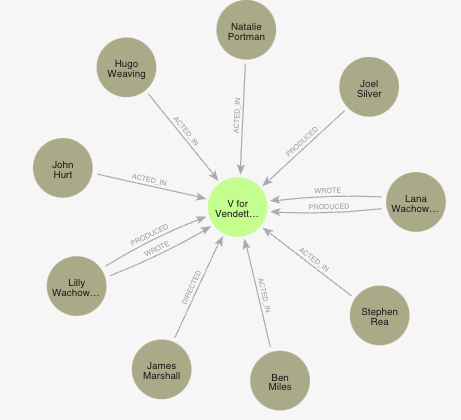 Natalie
Portman
Hugo
Weaving
Joel
Silver
ACTED_IN
ACTED_IN
PRODUCED
John
Hurt
ACTED_IN
V for
Vendett...
WROTE
PRODUCED
Lana
Wachow...
PRODUCED
WROTE
Lilly
Wachow...
DIRECTED
ACTED_IN
ACTED_IN
Stephen
Rea
James
Marshall
Ben
Miles